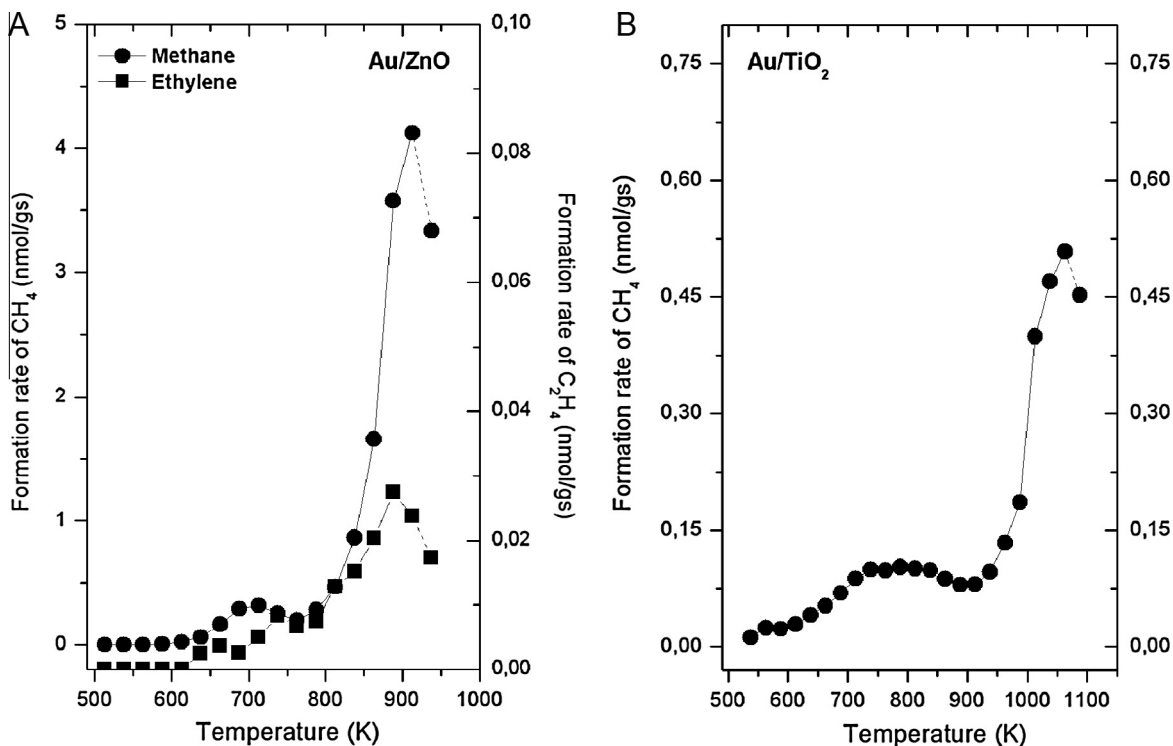 A
Au/ZnO
Methane
Ethylene
Formation rate of CH₄ (nmol/gs)
5
4
3
2
1
0
500 600 700 800 900 1000
Temperature (K)
0,10
0,08
0,06
0,04
0,02
0,00
Formation rate of C₂H₄ (nmol/gs)
B
Au/TiO₂
Formation rate of CH₄ (nmol/gs)
0,75
0,60
0,45
0,30
0,15
0,00
500 600 700 800 900 1000 1100
Temperature (K)
0,75
0,60
0,45
0,30
0,15
0,00